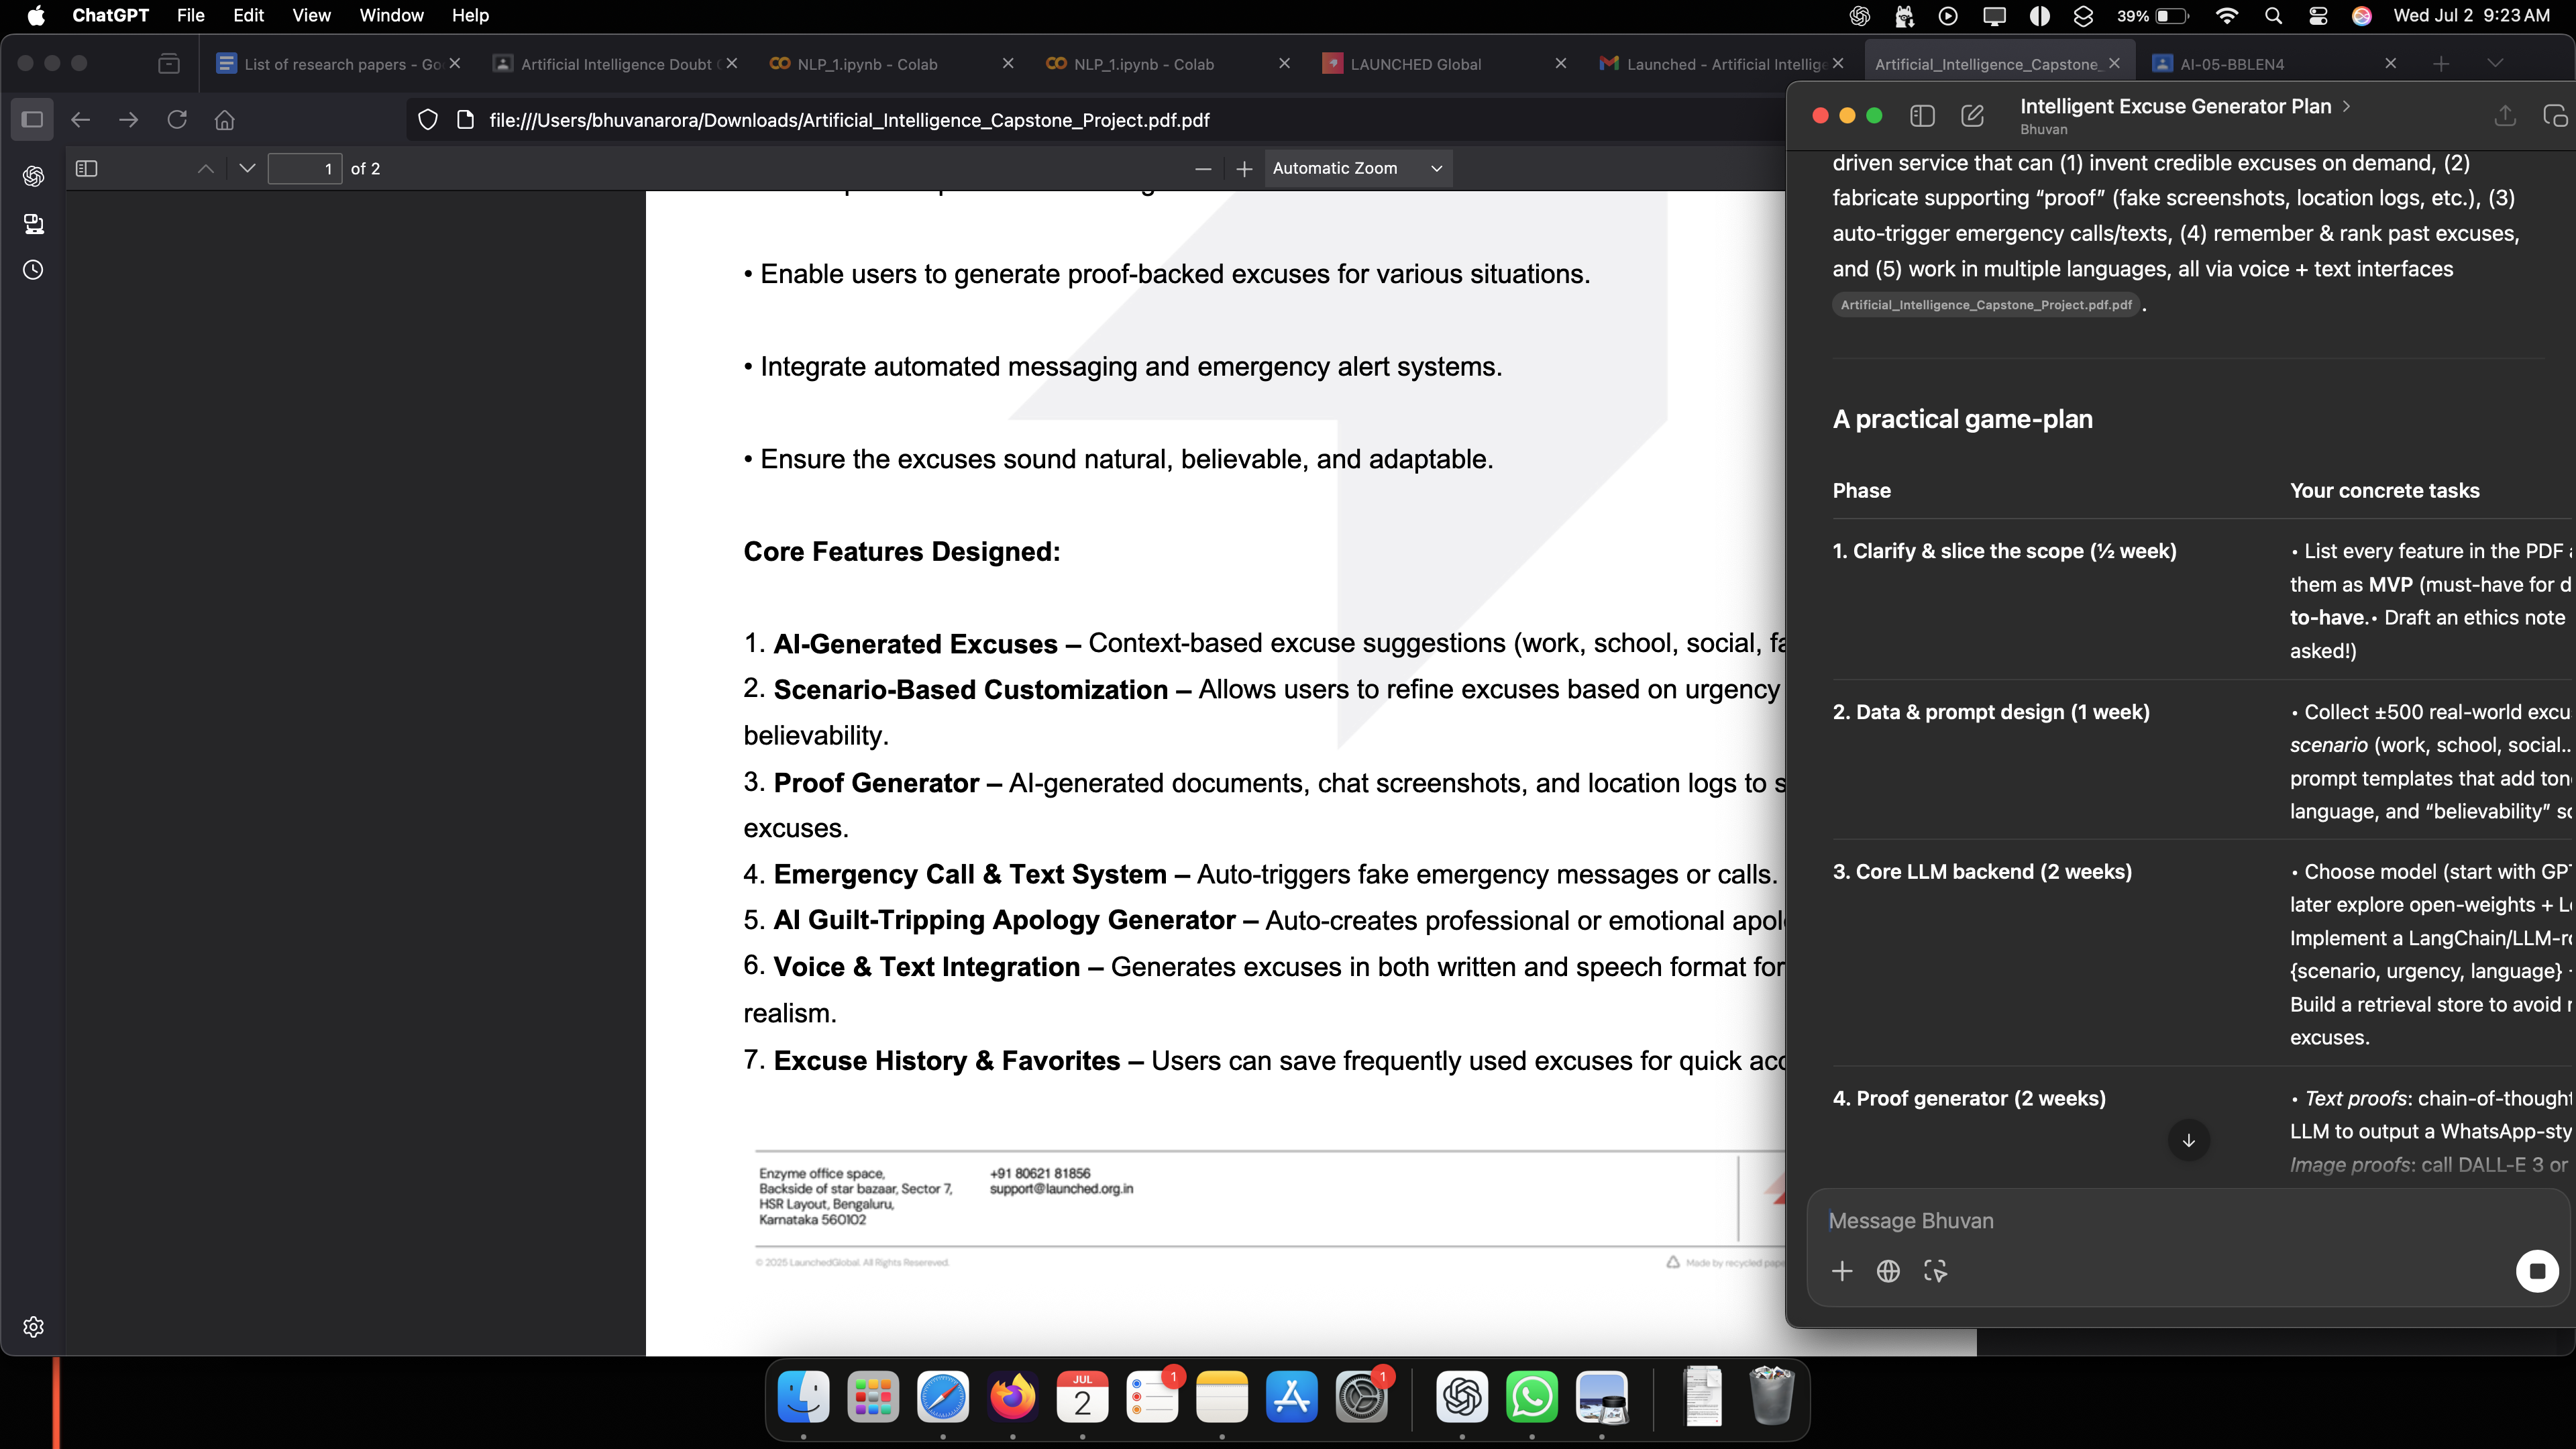 ChatGPT File Edit View Window Help
39% Wed Jul 2 9:23 AM
List of research papers - Go
Artificial Intelligence Doubt
NLP_1.ipynb - Colab
NLP_1.ipynb - Colab
LAUNCHED Global
Launched - Artificial Intellige
Artificial_Intelligence_Capstone_
AI-05-BBLEN4
file:///Users/bhuvanarora/Downloads/Artificial_Intelligence_Capstone_Project.pdf.pdf
1 of 2
Automatic Zoom
• Enable users to generate proof-backed excuses for various situations.
• Integrate automated messaging and emergency alert systems.
• Ensure the excuses sound natural, believable, and adaptable.
Core Features Designed:
1. AI-Generated Excuses – Context-based excuse suggestions (work, school, social, fa
2. Scenario-Based Customization – Allows users to refine excuses based on urgency
believability.
3. Proof Generator – AI-generated documents, chat screenshots, and location logs to s
excuses.
4. Emergency Call & Text System – Auto-triggers fake emergency messages or calls.
5. AI Guilt-Tripping Apology Generator – Auto-creates professional or emotional apol
6. Voice & Text Integration – Generates excuses in both written and speech format for
realism.
7. Excuse History & Favorites – Users can save frequently used excuses for quick acc
Enzyme office space,
Backside of star bazaar, Sector 7,
HSR Layout, Bengaluru,
Karnataka 560102
+91 80621 81856
support@launched.org.in
© 2025 LaunchedGlobal. All Rights Resereved.
Made by recycled pape
Intelligent Excuse Generator Plan
Bhuvan
driven service that can (1) invent credible excuses on demand, (2)
fabricate supporting “proof” (fake screenshots, location logs, etc.), (3)
auto-trigger emergency calls/texts, (4) remember & rank past excuses,
and (5) work in multiple languages, all via voice + text interfaces
Artificial_Intelligence_Capstone_Project.pdf.pdf .
A practical game-plan
Phase
Your concrete tasks
1. Clarify & slice the scope (½ week)
• List every feature in the PDF
them as MVP (must-have for d
to-have.• Draft an ethics note
asked!)
2. Data & prompt design (1 week)
• Collect ±500 real-world excu
scenario (work, school, social..
prompt templates that add ton
language, and “believability” sc
3. Core LLM backend (2 weeks)
• Choose model (start with GPT
later explore open-weights + L
Implement a LangChain/LLM-r
{scenario, urgency, language}
Build a retrieval store to avoid r
excuses.
4. Proof generator (2 weeks)
• Text proofs: chain-of-thought
LLM to output a WhatsApp-sty
Image proofs: call DALL-E 3 or
Message Bhuvan
JUL
2
1
1